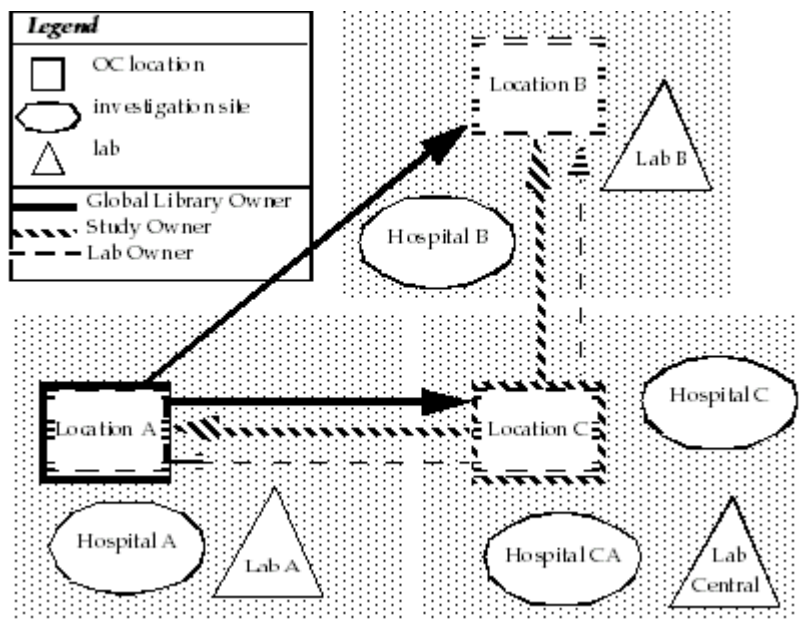 Legend
OC location
investigation site
lab
Global Library Owner
Study Owner
Lab Owner
Location B
Lab B
Hospital B
Location A
Location C
Hospital C
Hospital A
Lab A
Hospital CA
Lab
Central